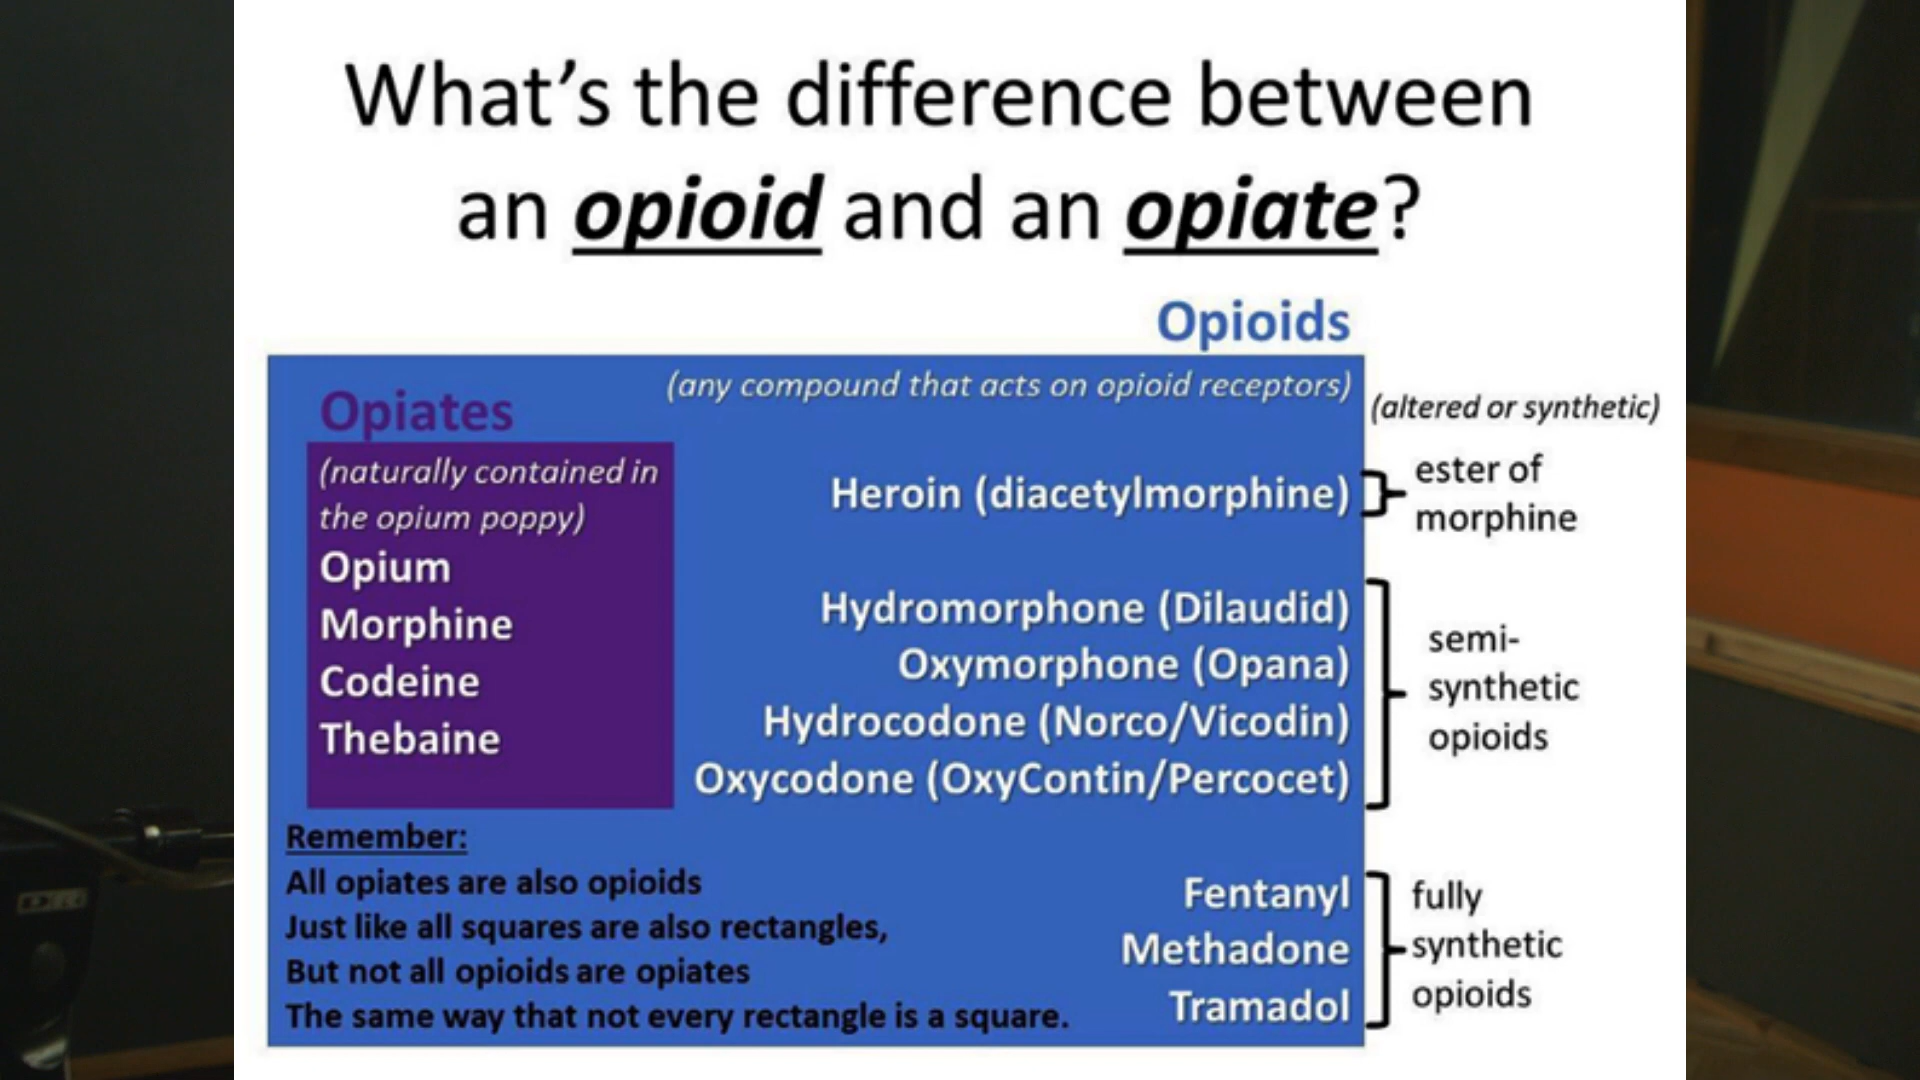 What's the difference between
an opioid and an opiate?
Opioids
(any compound that acts on opioid receptors)
(altered or synthetic)
Opiates
(naturally contained in
the opium poppy)
Opium
Morphine
Codeine
Thebaine
Heroin (diacetylmorphine)
ester of
morphine
Hydromorphone (Dilaudid)
Oxymorphone (Opana)
Hydrocodone (Norco/Vicodin)
Oxycodone (OxyContin/Percocet)
semi-
synthetic
opioids
Remember:
All opiates are also opioids
Just like all squares are also rectangles,
But not all opioids are opiates
The same way that not every rectangle is a square.
Fentanyl
Methadone
Tramadol
fully
synthetic
opioids